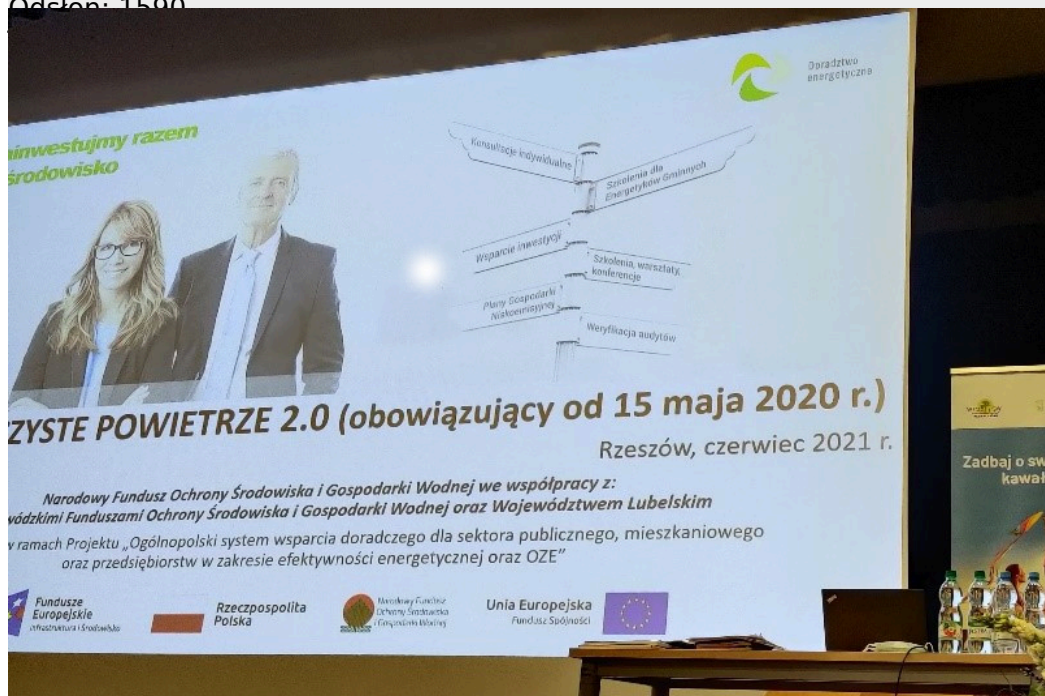 Odsłon: 1590
inwestujmy razem
środowisko
Doradztwo
energetyczne
Konsultacje indywidualne
Szkolenia dla
Energetyków Gminnych
Wsparcie inwestycji
Szkolenia, warsztaty,
konferencje
Plany Gospodarki
Niskoemisyjnej
Weryfikacja audytów
ZYSTE POWIETRZE 2.0 (obowiązujący od 15 maja 2020 r.)
Rzeszów, czerwiec 2021 r.
Narodowy Fundusz Ochrony Środowiska i Gospodarki Wodnej we współpracy z:
wódzkimi Funduszami Ochrony Środowiska i Gospodarki Wodnej oraz Województwem Lubelskim
w ramach Projektu „Ogólnopolski system wsparcia doradczego dla sektora publicznego, mieszkaniowego
oraz przedsiębiorstw w zakresie efektywności energetycznej oraz OZE”
Fundusze
Europejskie
Infrastruktura i Środowisko
Rzeczpospolita
Polska
Narodowy Fundusz
Ochrony Środowiska
i Gospodarki Wodnej
Unia Europejska
Fundusz Spójności
Zadbaj o sw
kawał